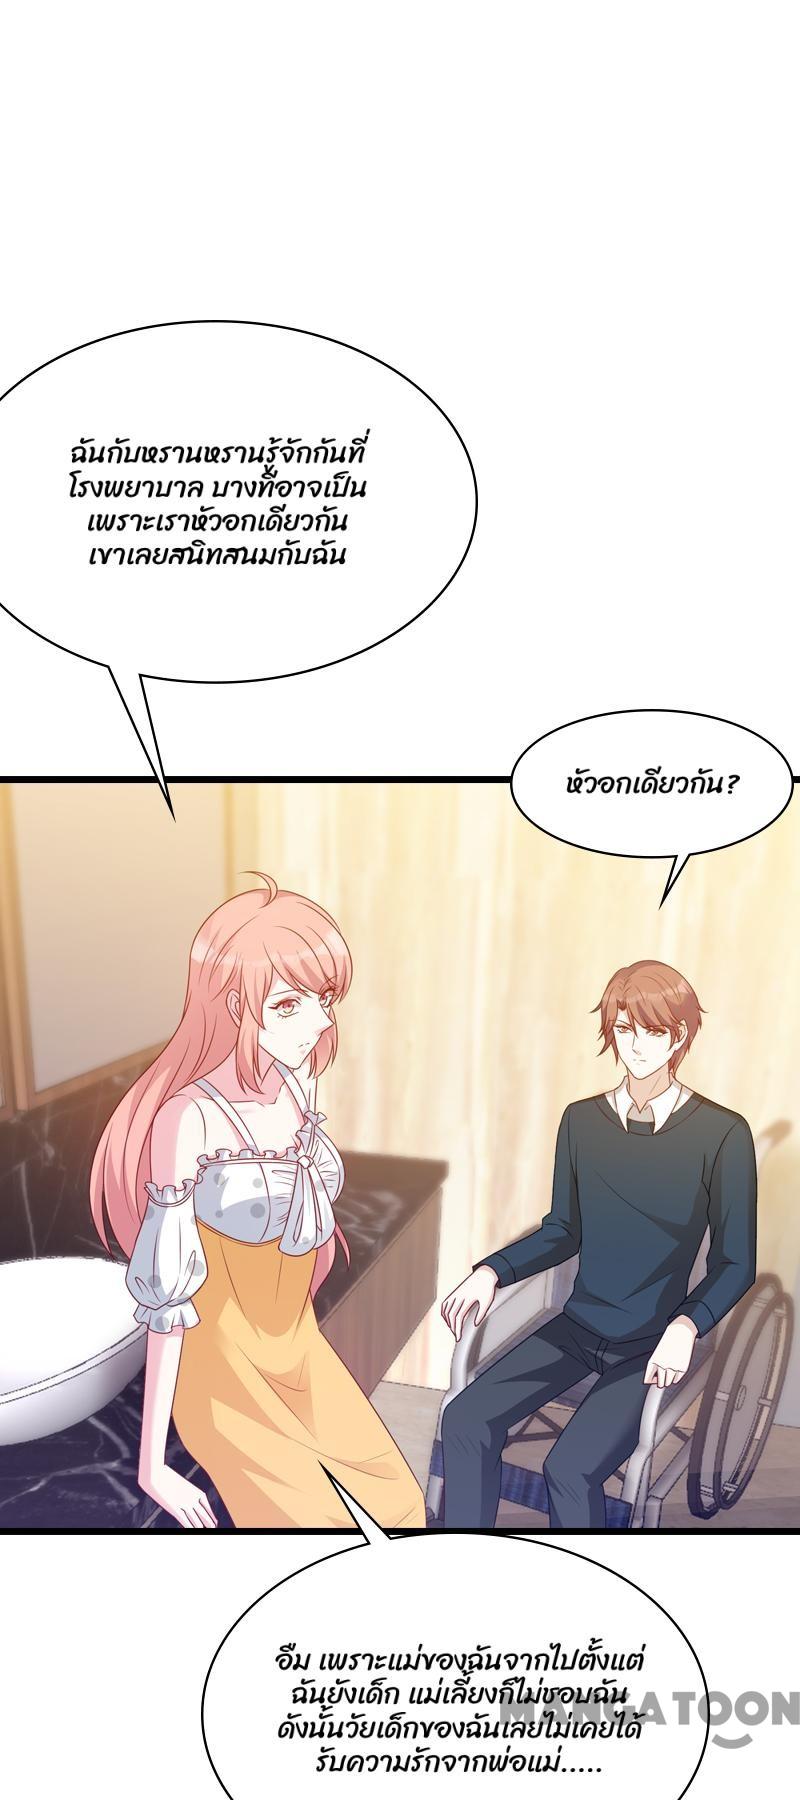 ฉันกับหรานหรานรู้จักกันที่
โรงพยาบาล บางทีอาจเป็น
เพราะเราหัวอกเดียวกัน
เขาเลยสนิทสนมกับฉัน
หัวอกเดียวกัน?
อืม เพราะแม่ของฉันจากไปตั้งแต่
ฉันยังเด็ก แม่เลี้ยงก็ไม่ชอบฉัน
ดังนั้นวัยเด็กของฉันเลยไม่เคยได้
รับความรักจากพ่อแม่.....
MANGATOON